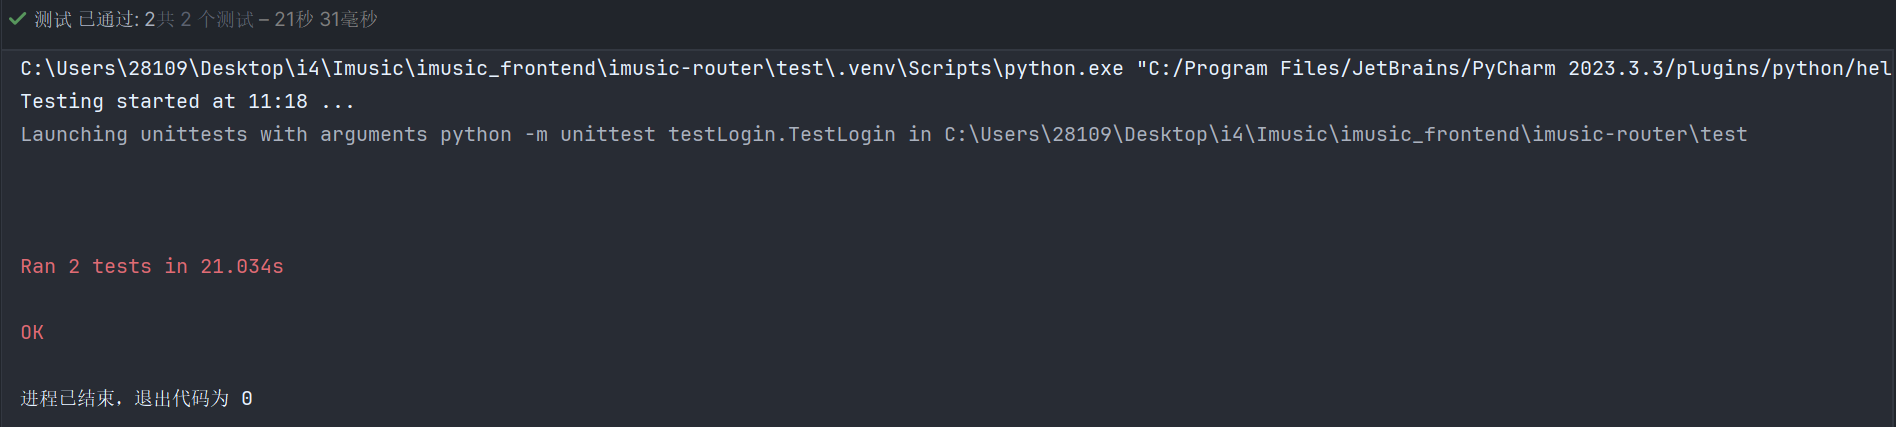 测试 已通过: 2共 2 个测试 – 21秒 31毫秒
C:\Users\28109\Desktop\i4\Imusic\imusic_frontend\imusic-router\test\.venv\Scripts\python.exe "C:/Program Files/JetBrains/PyCharm 2023.3.3/plugins/python/hel
Testing started at 11:18 ...
Launching unittests with arguments python -m unittest testLogin.TestLogin in C:\Users\28109\Desktop\i4\Imusic\imusic_frontend\imusic-router\test
Ran 2 tests in 21.034s
OK
进程已结束，退出代码为 0